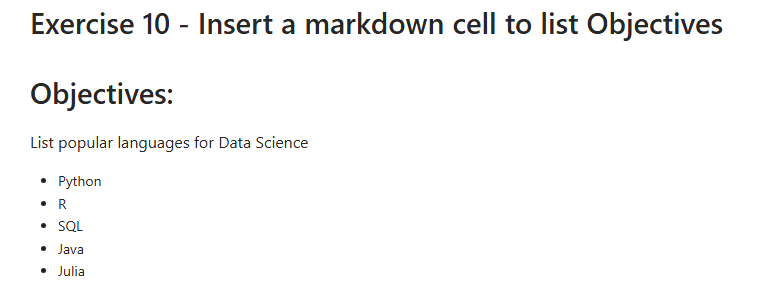 Exercise 10 - Insert a markdown cell to list Objectives
Objectives:
List popular languages for Data Science
Python
R
SQL
Java
Julia